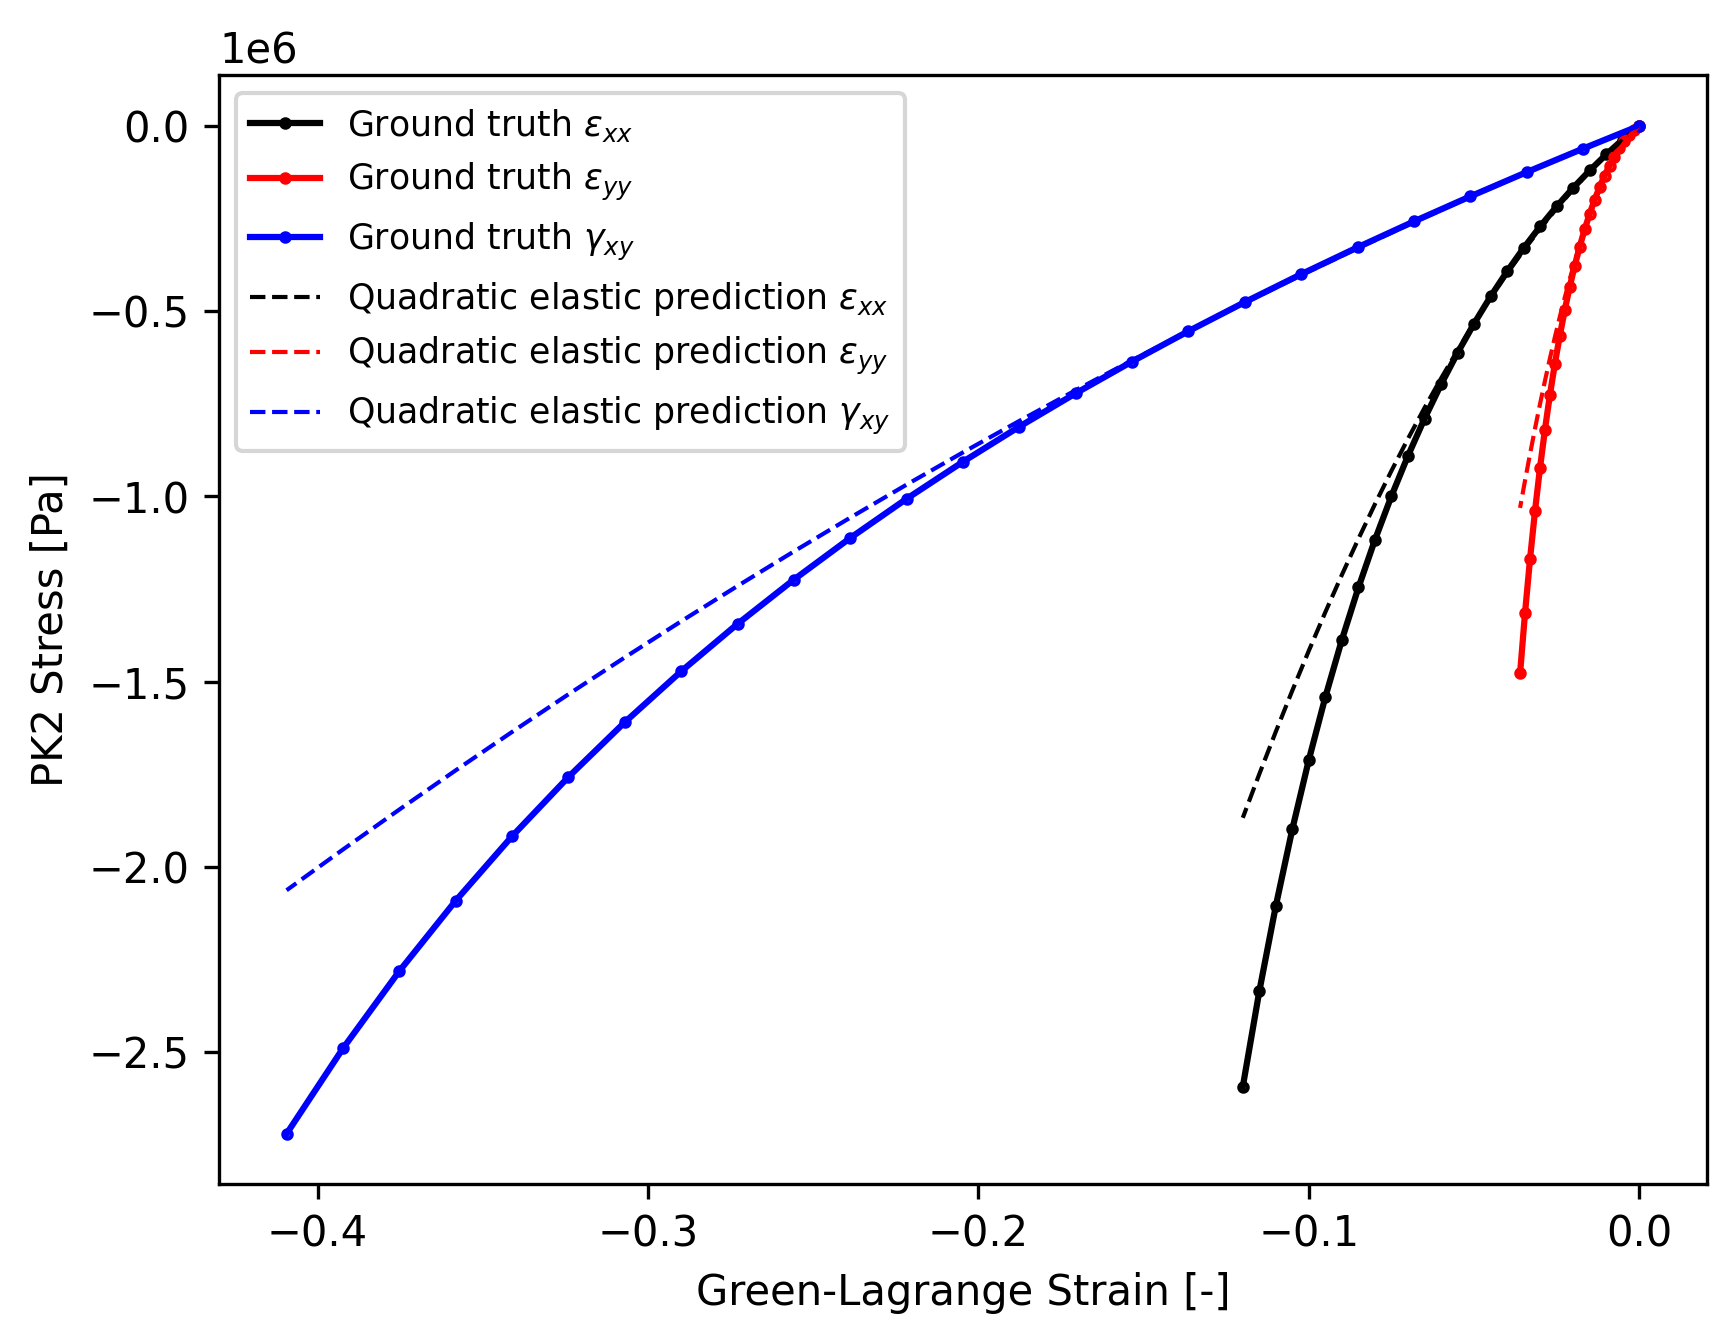 1e6
0.0
−0.5
−1.0
−1.5
−2.0
−2.5
PK2 Stress [Pa]
Ground truth εxx
Ground truth εyy
Ground truth γxy
Quadratic elastic prediction εxx
Quadratic elastic prediction εyy
Quadratic elastic prediction γxy
−0.4 −0.3 −0.2 −0.1 0.0
Green-Lagrange Strain [-]